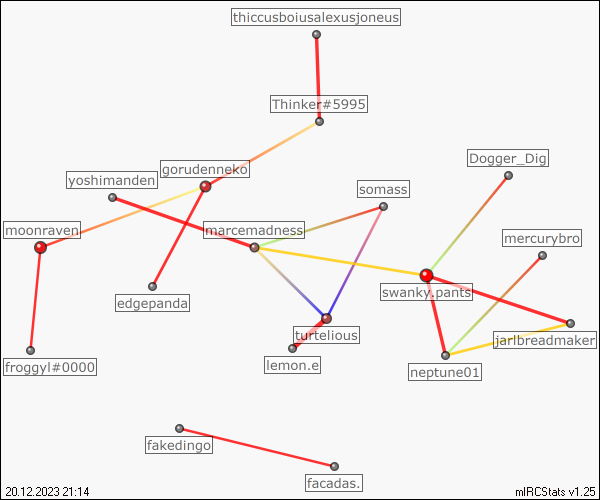 thiccusboiusalexusjoneus
Thinker#5995
Dogger_Dig
gorudenneko
yoshimanden
somass
moonraven
marcemadness
mercurybro
swanky.pants
edgepanda
turtelious
jarlbreadmaker
froggyl#0000
lemon.e
neptune01
fakedingo
facadas.
20.12.2023 21:14
mIRCStats v1.25